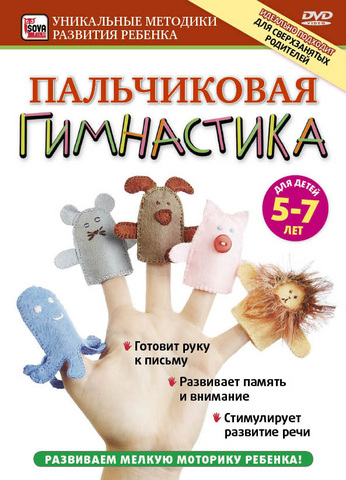 SOVA
УНИКАЛЬНЫЕ МЕТОДИКИ
РАЗВИТИЯ РЕБЕНКА
DVD
ИДЕАЛЬНО ПОДХОДИТ
ДЛЯ СВЕРХЗАНЯТЫХ
РОДИТЕЛЕЙ
ПАЛЬЧИКОВАЯ
ГИМНАСТИКА
ДЛЯ ДЕТЕЙ
5-7
ЛЕТ
Готовит руку
к письму
Развивает память
и внимание
Стимулирует
развитие речи
РАЗВИВАЕМ МЕЛКУЮ МОТОРИКУ РЕБЕНКА!